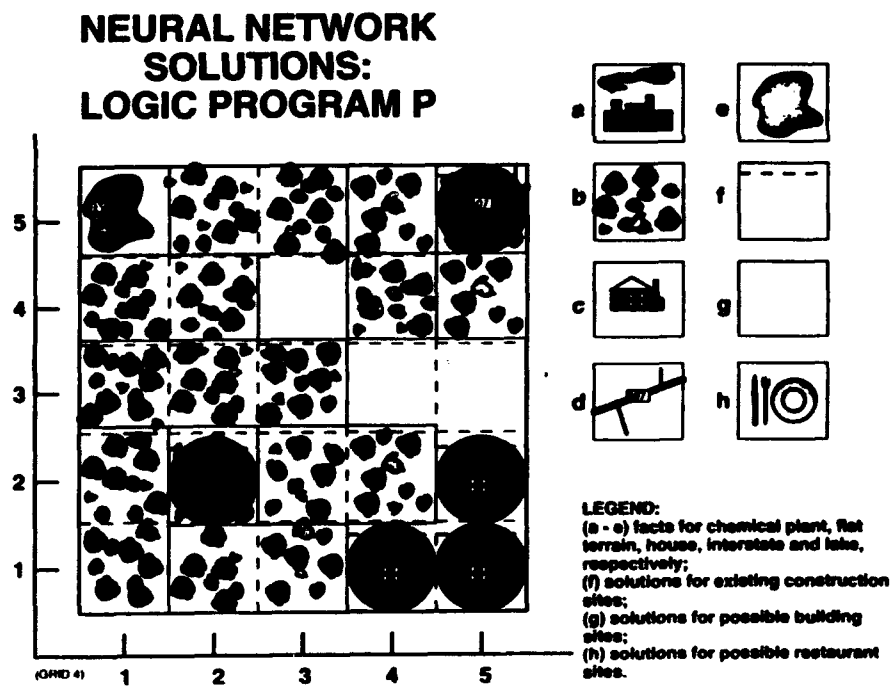 NEURAL NETWORK
SOLUTIONS:
LOGIC PROGRAM P
a
e
b
f
c
g
d
h
5
4
3
2
1
(GRID 4)
1
2
3
4
5
LEGEND:
(a - e) facts for chemical plant, flat
terrain, house, interstate and lake,
respectively;
(f) solutions for existing construction
sites;
(g) solutions for possible building
sites;
(h) solutions for possible restaurant
sites.